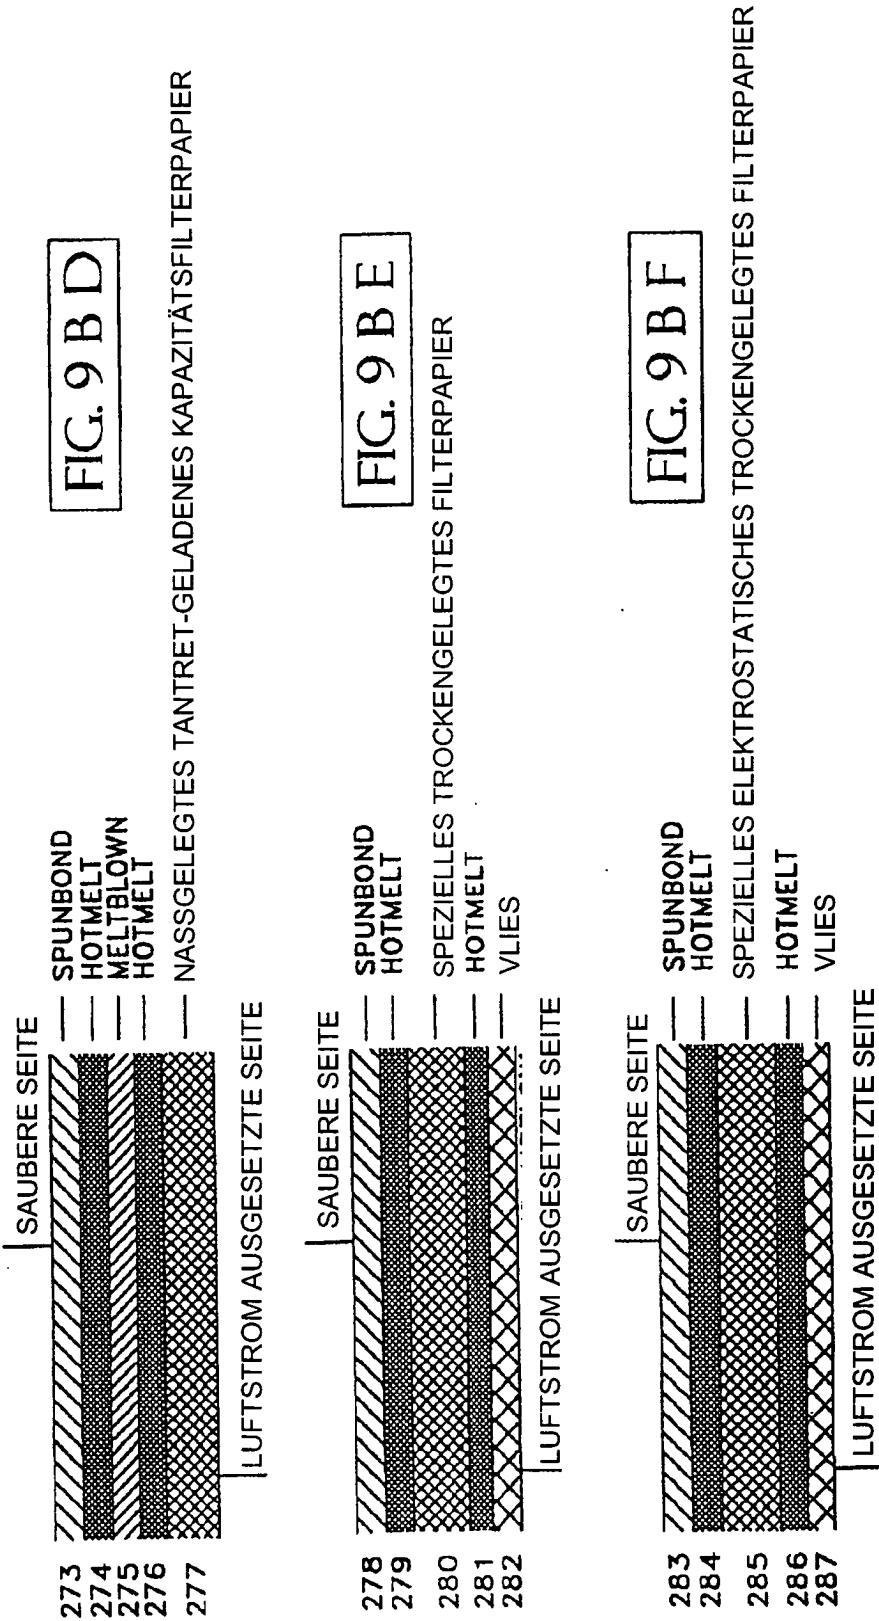 FIG. 9 B D
SAUBERE SEITE
273
SPUNBOND
274
HOTMELT
275
MELTBLOWN
276
HOTMELT
277
NASSGELEGTES TANTRET-GELADENES KAPAZITÄTSFILTERPAPIER
LUFTSTROM AUSGESETZTE SEITE
FIG. 9 B E
SAUBERE SEITE
278
SPUNBOND
279
HOTMELT
280
SPEZIELLES TROCKENGELEGTES FILTERPAPIER
281
HOTMELT
282
VLIES
LUFTSTROM AUSGESETZTE SEITE
FIG. 9 B F
SAUBERE SEITE
283
SPUNBOND
284
HOTMELT
285
SPEZIELLES ELEKTROSTATISCHES TROCKENGELEGTES FILTERPAPIER
286
HOTMELT
287
VLIES
LUFTSTROM AUSGESETZTE SEITE